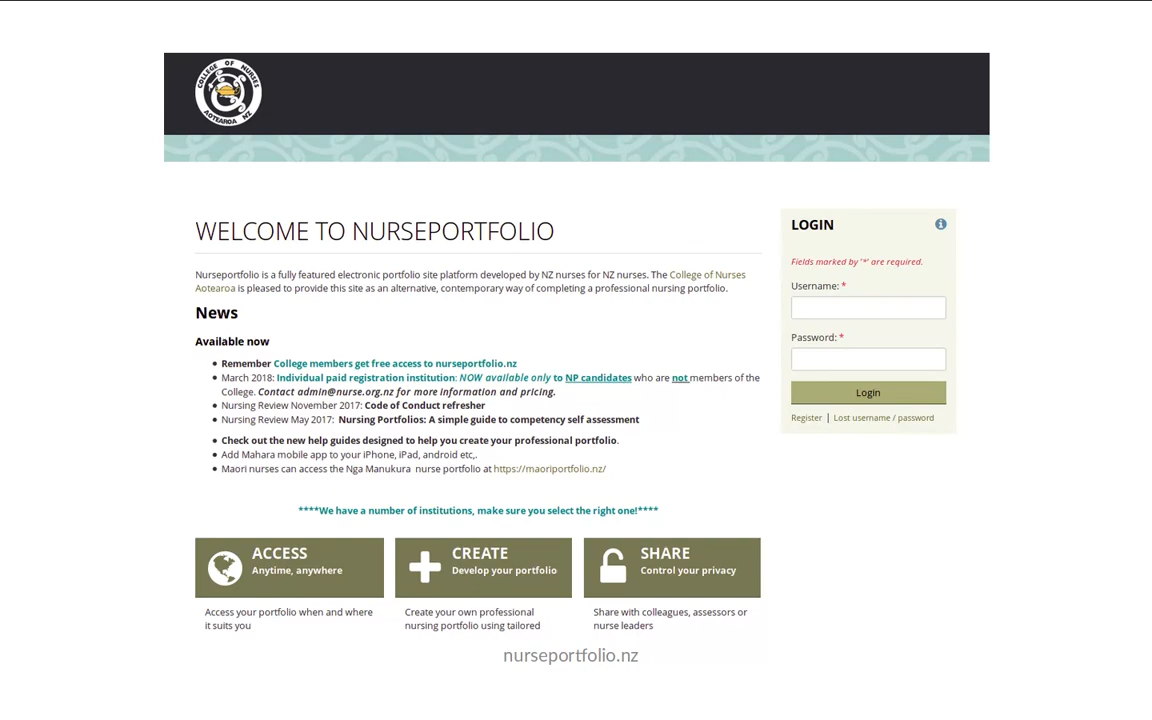 COLLEGE OF NURSES
AOTEAROA NZ
WELCOME TO NURSEPORTFOLIO
Nurseportfolio is a fully featured electronic portfolio site platform developed by NZ nurses for NZ nurses. The College of Nurses
Aotearoa is pleased to provide this site as an alternative, contemporary way of completing a professional nursing portfolio.
News
Available now
• Remember College members get free access to nurseportfolio.nz
• March 2018: Individual paid registration institution: NOW available only to NP candidates who are not members of the
College. Contact admin@nurse.org.nz for more information and pricing.
• Nursing Review November 2017: Code of Conduct refresher
• Nursing Review May 2017: Nursing Portfolios: A simple guide to competency self assessment
• Check out the new help guides designed to help you create your professional portfolio.
• Add Mahara mobile app to your iPhone, iPad, android etc,.
• Maori nurses can access the Nga Manukura nurse portfolio at https://maoriportfolio.nz/
****We have a number of institutions, make sure you select the right one!****
ACCESS
Anytime, anywhere
Access your portfolio when and where
it suits you
CREATE
Develop your portfolio
Create your own professional
nursing portfolio using tailored
SHARE
Control your privacy
Share with colleagues, assessors or
nurse leaders
LOGIN
Fields marked by '*' are required.
Username: *
Password: *
Login
Register | Lost username / password
nurseportfolio.nz